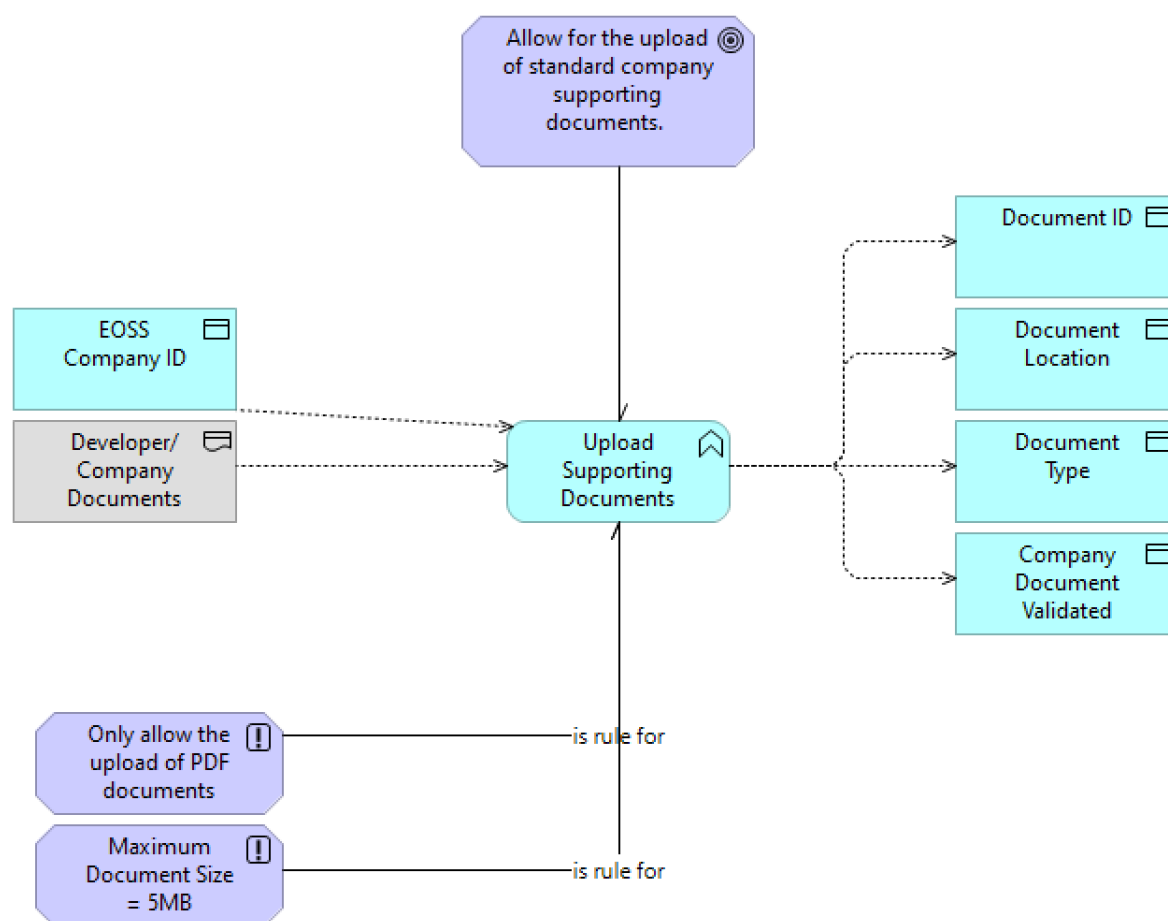 Allow for the upload
of standard company
supporting
documents.
Document ID
EOSS
Company ID
Document
Location
Developer/
Company
Documents
Upload
Supporting
Documents
Document
Type
Company
Document
Validated
Only allow the
upload of PDF
documents
is rule for
Maximum
Document Size
= 5MB
is rule for